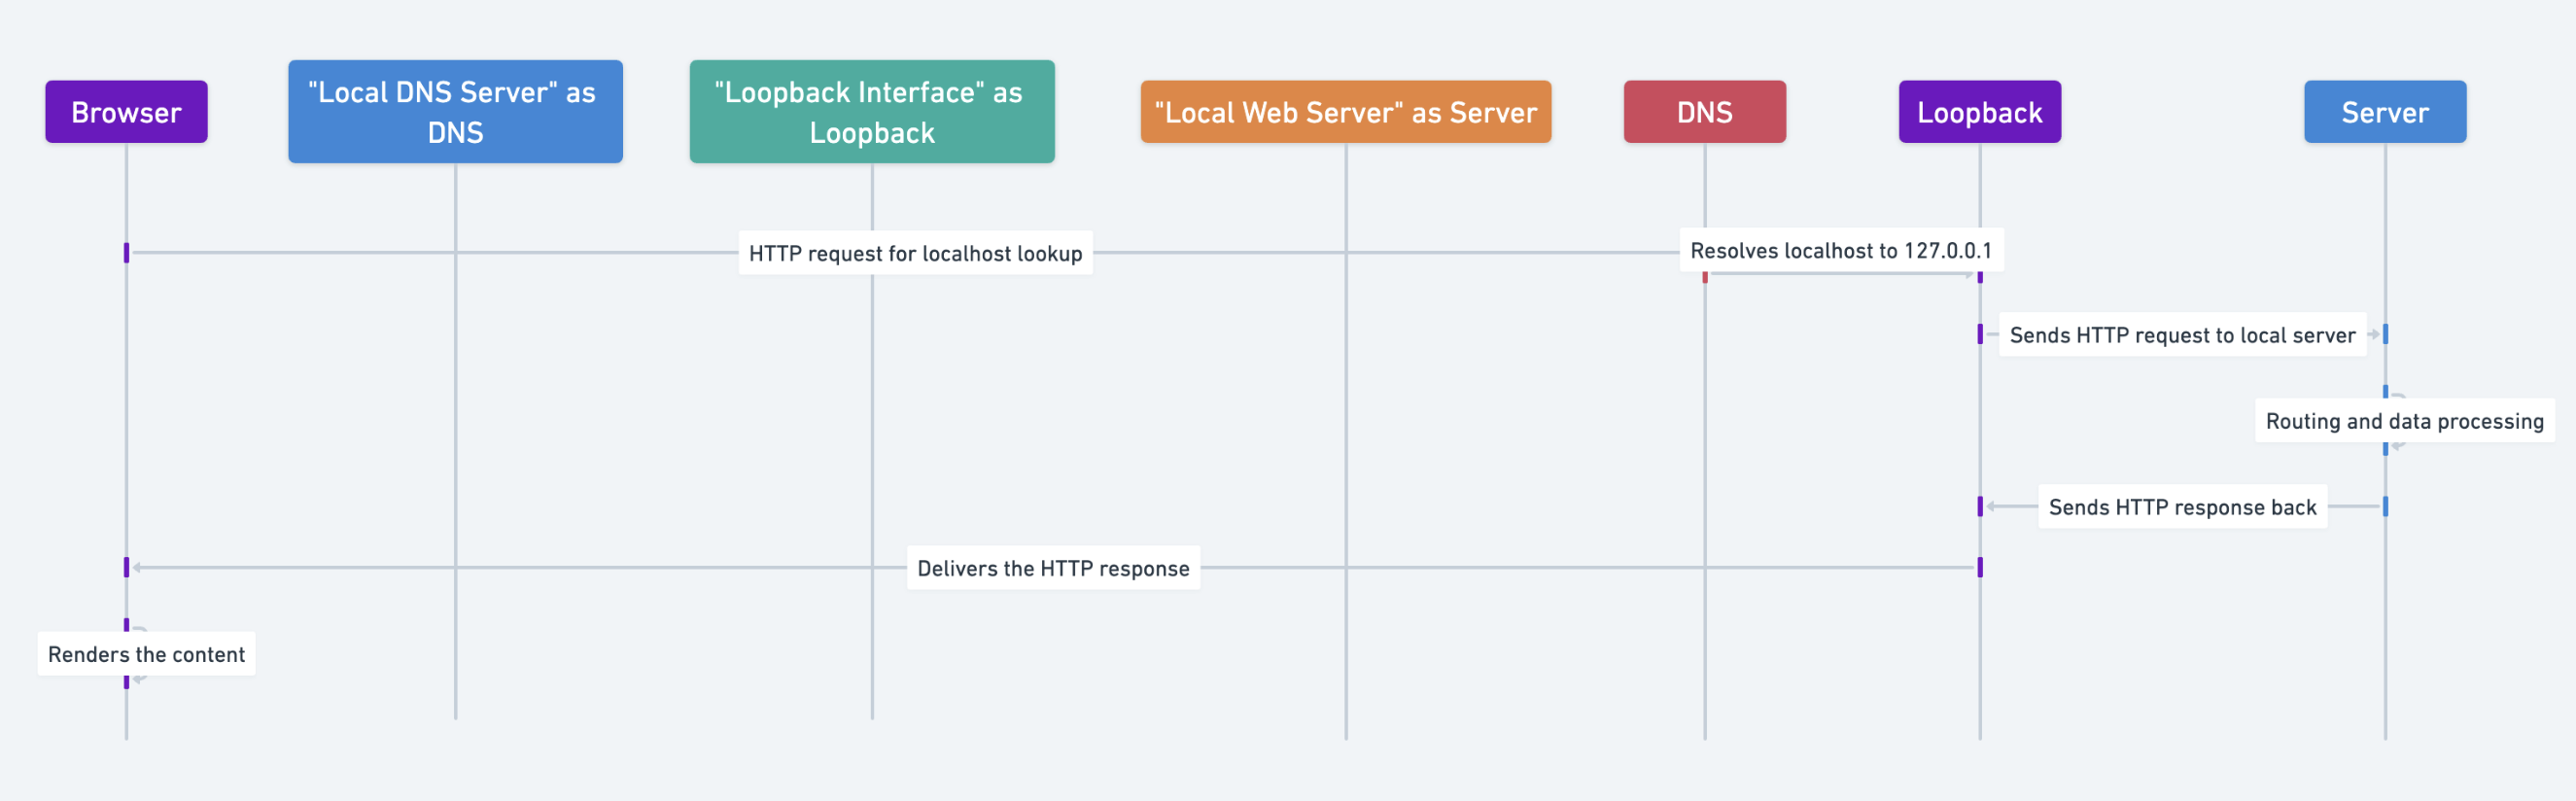 Browser
"Local DNS Server" as
DNS
"Loopback Interface" as
Loopback
"Local Web Server" as Server
DNS
Loopback
Server
HTTP request for localhost lookup
Resolves localhost to 127.0.0.1
Sends HTTP request to local server
Routing and data processing
Sends HTTP response back
Delivers the HTTP response
Renders the content